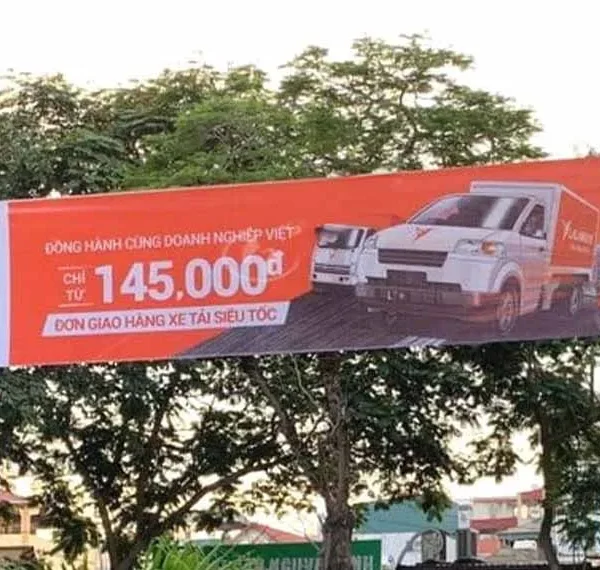 ĐỒNG HÀNH CÙNG DOANH NGHIỆP VIỆT
CHỈ TỪ 145.000đ
ĐƠN GIAO HÀNG XE TẢI SIÊU TỐC